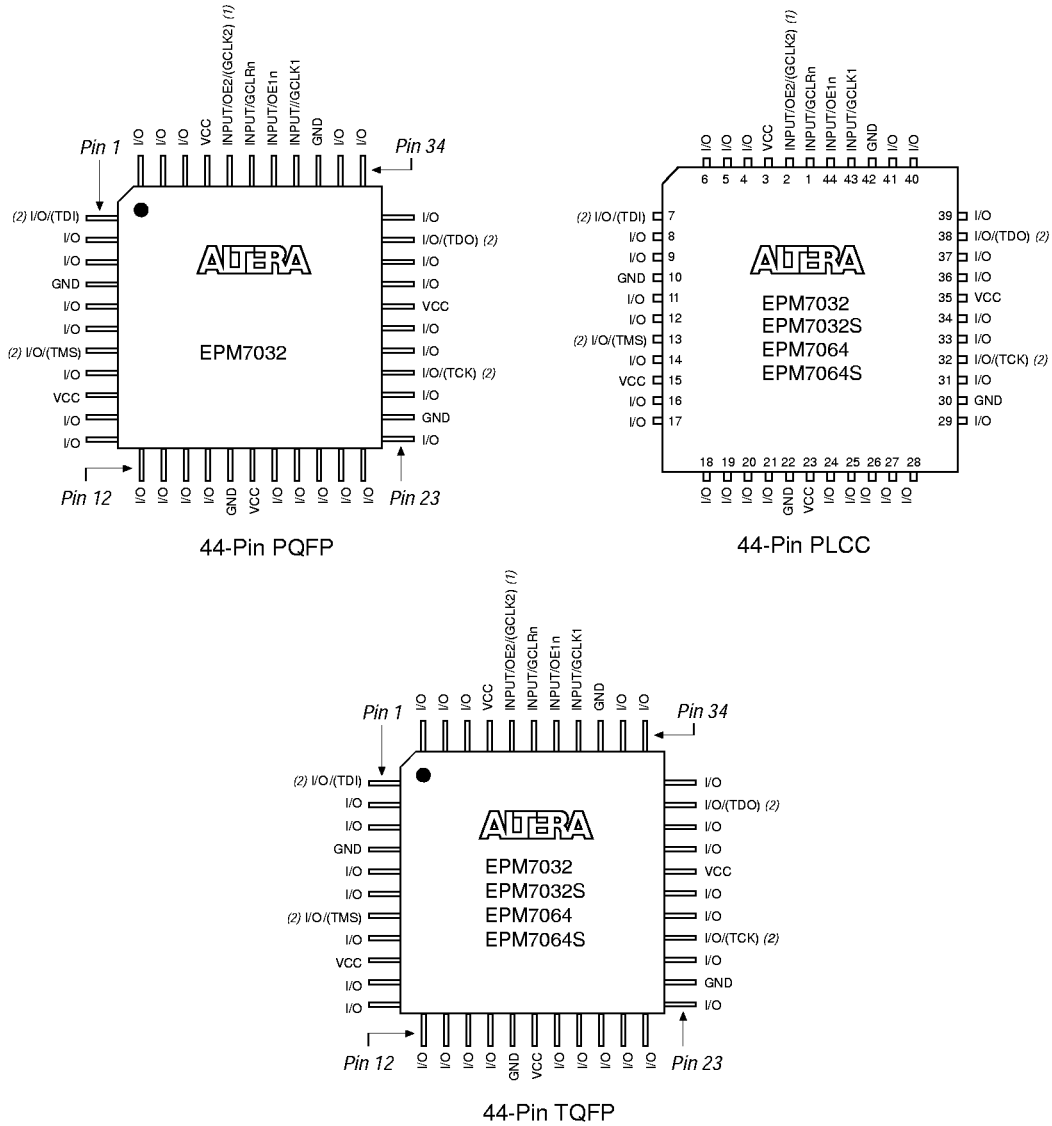 INPUT/OE2/(GCLK2) (1)
INPUT/GCLRn
INPUT/OE1n
INPUT//GCLK1
I/O
I/O
I/O
VCC
GND
I/O
I/O
Pin 1
Pin 34
(2) I/O/(TDI)
I/O
I/O
GND
I/O
I/O
(2) I/O/(TMS)
I/O
VCC
I/O
I/O
ALTERA
EPM7032
I/O
I/O/(TDO) (2)
I/O
I/O
VCC
I/O
I/O
I/O/(TCK) (2)
I/O
GND
I/O
Pin 12
Pin 23
I/O
I/O
I/O
I/O
GND
VCC
I/O
I/O
I/O
I/O
I/O
44-Pin PQFP
I/O
I/O
I/O
VCC
INPUT/OE2/(GCLK2) (1)
INPUT/GCLRn
INPUT/OE1n
INPUT/GCLK1
GND
I/O
I/O
6 5 4 3 2 1 44 43 42 41 40
(2) I/O/(TDI) 7
I/O 8
I/O 9
GND 10
I/O 11
I/O 12
(2) I/O/(TMS) 13
I/O 14
VCC 15
I/O 16
I/O 17
ALTERA
EPM7032
EPM7032S
EPM7064
EPM7064S
39 I/O
38 I/O/(TDO) (2)
37 I/O
36 I/O
35 VCC
34 I/O
33 I/O
32 I/O/(TCK) (2)
31 I/O
30 GND
29 I/O
18 19 20 21 22 23 24 25 26 27 28
I/O
I/O
I/O
I/O
GND
VCC
I/O
I/O
I/O
I/O
I/O
44-Pin PLCC
I/O
I/O
I/O
VCC
INPUT/OE2/(GCLK2) (1)
INPUT/GCLRn
INPUT/OE1n
INPUT/GCLK1
GND
I/O
I/O
Pin 1
Pin 34
(2) I/O/(TDI)
I/O
I/O
GND
I/O
I/O
(2) I/O/(TMS)
I/O
VCC
I/O
I/O
ALTERA
EPM7032
EPM7032S
EPM7064
EPM7064S
I/O
I/O/(TDO) (2)
I/O
I/O
VCC
I/O
I/O
I/O/(TCK) (2)
I/O
GND
I/O
Pin 12
Pin 23
I/O
I/O
I/O
I/O
GND
VCC
I/O
I/O
I/O
I/O
I/O
44-Pin TQFP